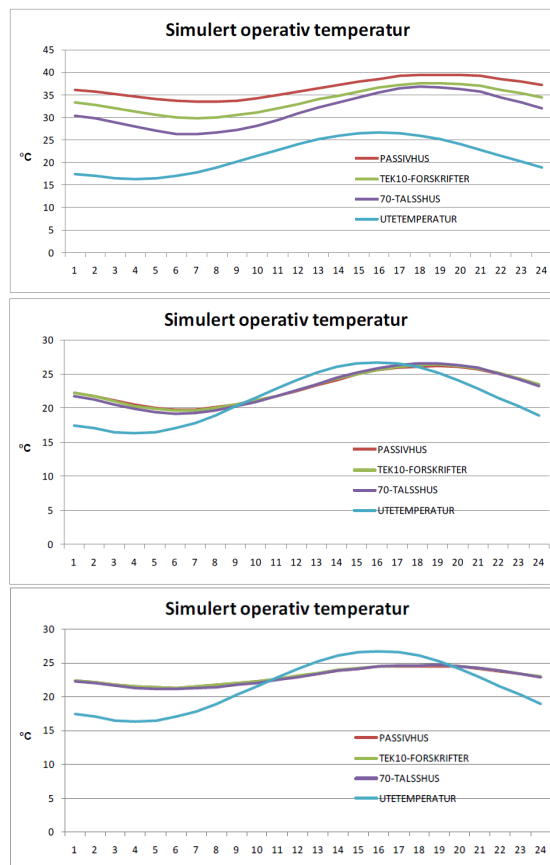 Simulert operativ temperatur
45
40
35
30
25
20
15
10
5
0
°C
PASSIVHUS
TEK10-FORSKRIFTER
70-TALSSHUS
UTETEMPERATUR
1 2 3 4 5 6 7 8 9 10 11 12 13 14 15 16 17 18 19 20 21 22 23 24
Simulert operativ temperatur
30
25
20
15
10
5
0
°C
PASSIVHUS
TEK10-FORSKRIFTER
70-TALSSHUS
UTETEMPERATUR
1 2 3 4 5 6 7 8 9 10 11 12 13 14 15 16 17 18 19 20 21 22 23 24
Simulert operativ temperatur
30
25
20
15
10
5
0
°C
PASSIVHUS
TEK10-FORSKRIFTER
70-TALSSHUS
UTETEMPERATUR
1 2 3 4 5 6 7 8 9 10 11 12 13 14 15 16 17 18 19 20 21 22 23 24